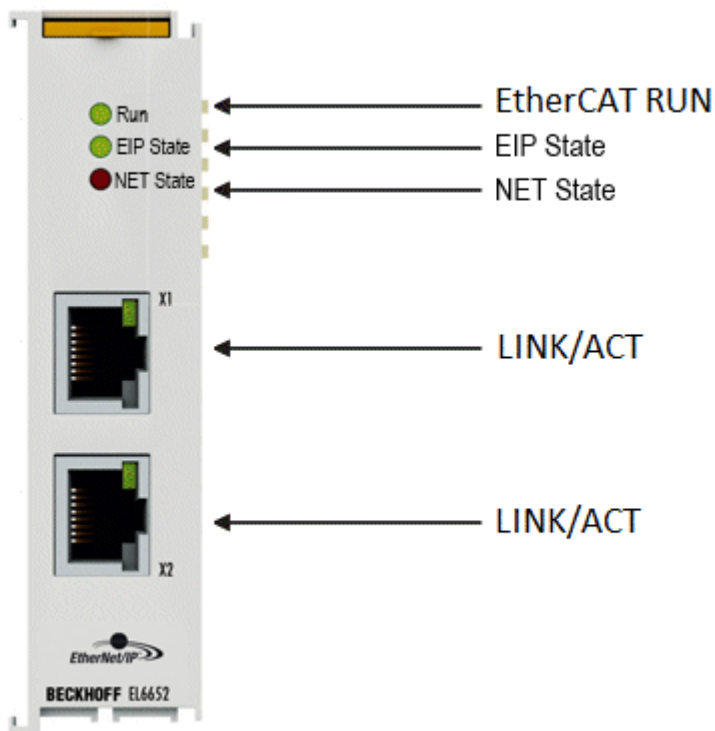 Run
EIP State
NET State
EtherCAT RUN
EIP State
NET State
X1
LINK/ACT
LINK/ACT
X2
EtherNet/IP
BECKHOFF EL6652